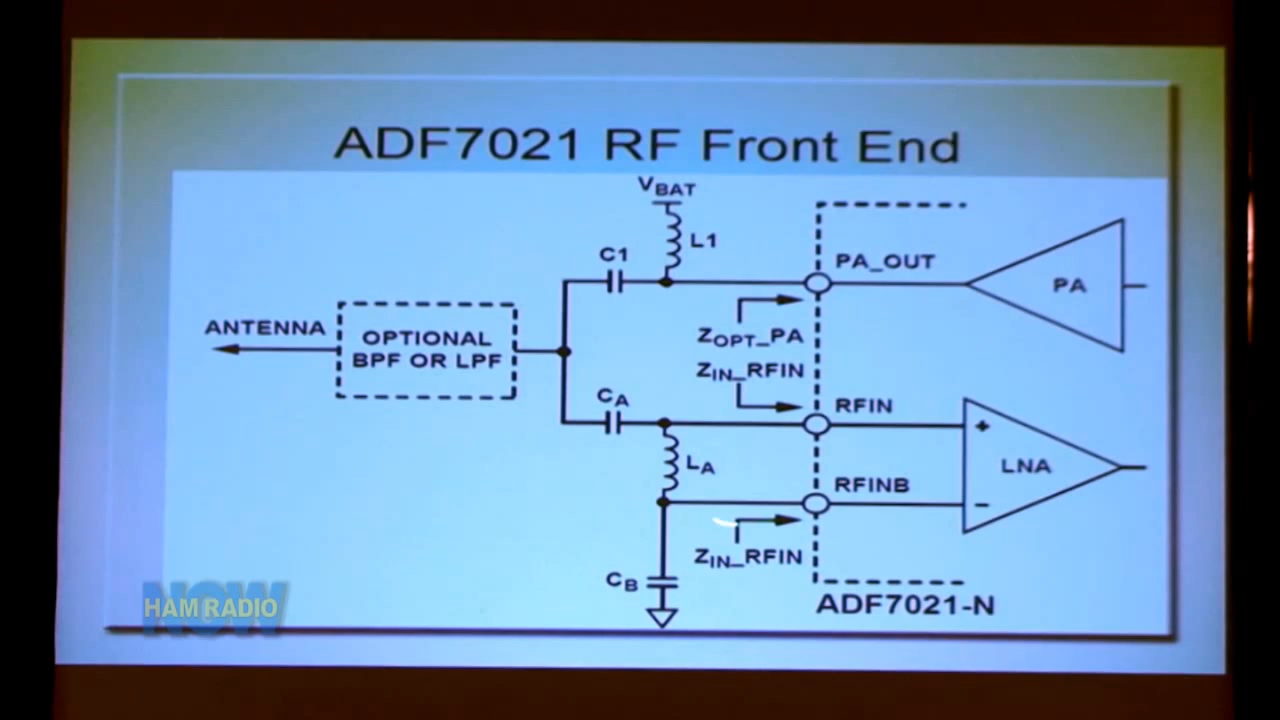 ADF7021 RF Front End
VBAT
L1
C1
PA_OUT
PA
ANTENNA
OPTIONAL
BPF OR LPF
ZOPT_PA
ZIN_RFIN
CA
RFIN
+
LA
LNA
RFINB
−
ZIN_RFIN
CB
ADF7021-N
NOW
HAM RADIO